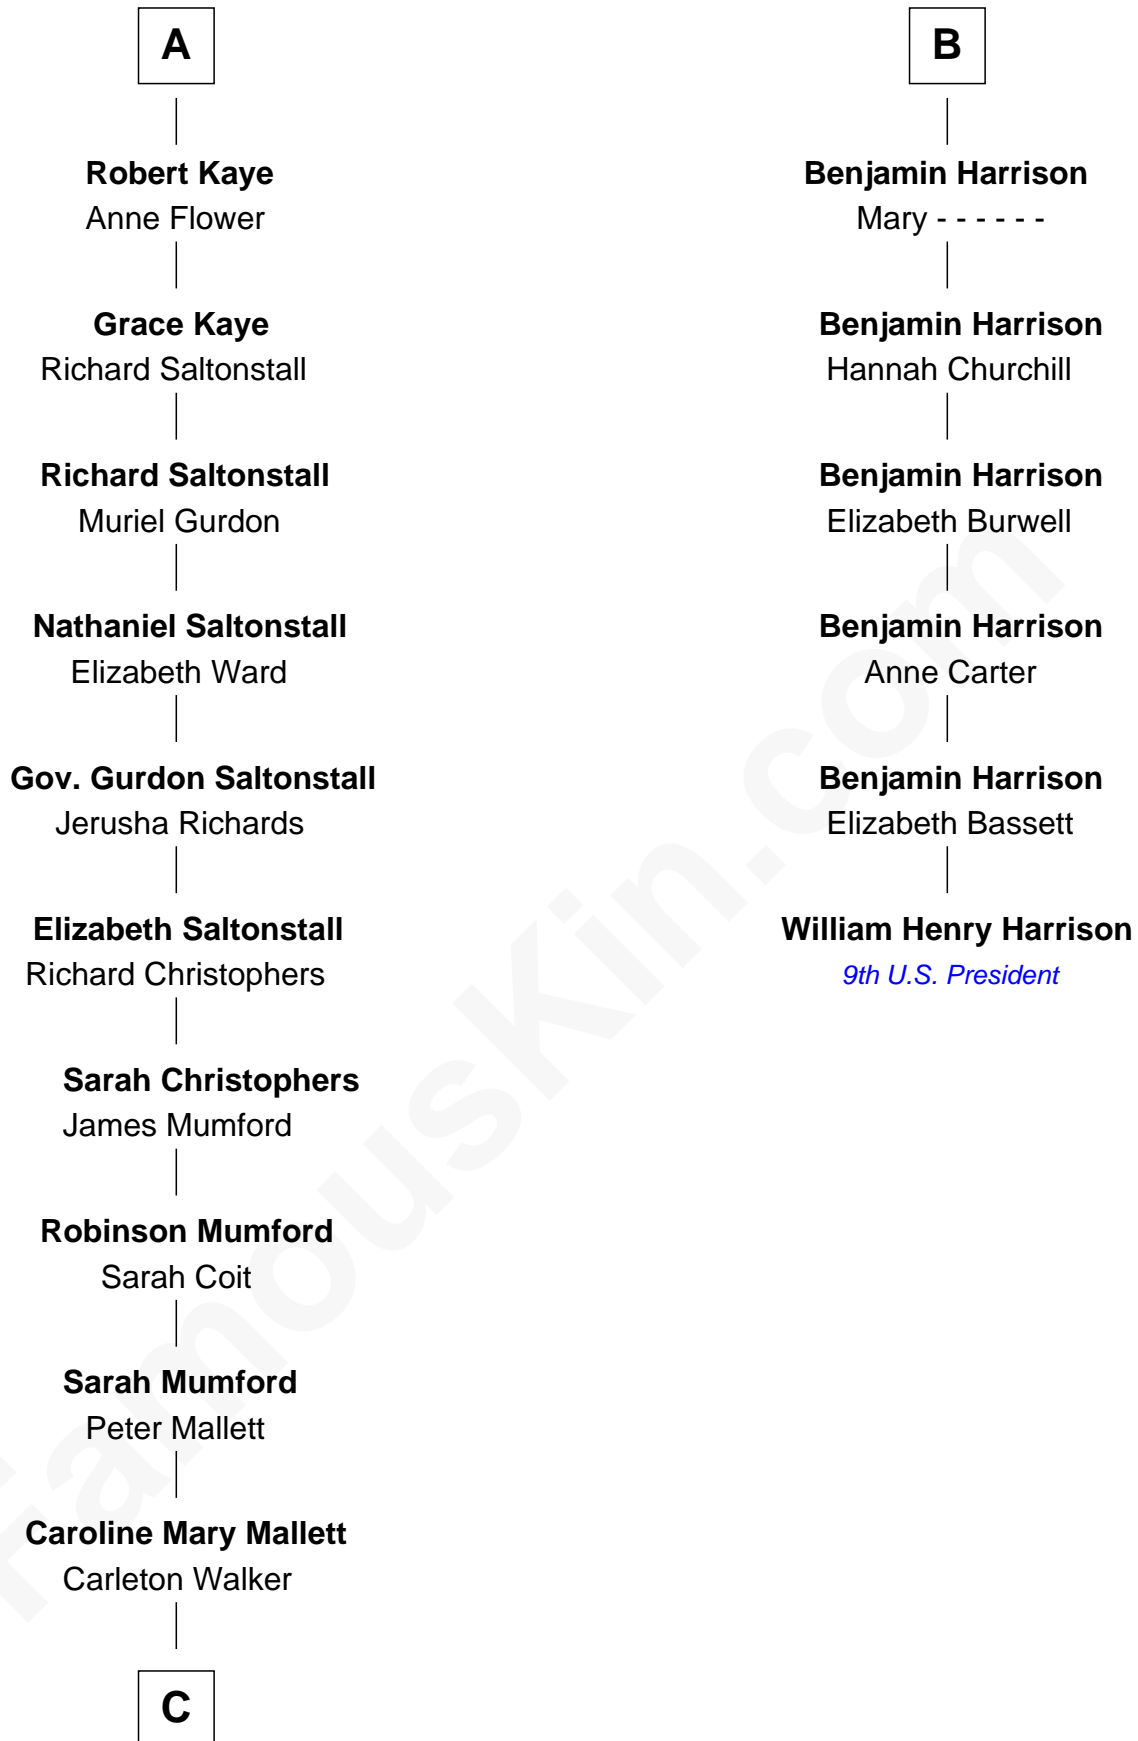 A
Robert Kaye
Anne Flower
Grace Kaye
Richard Saltonstall
Richard Saltonstall
Muriel Gurdon
Nathaniel Saltonstall
Elizabeth Ward
Gov. Gurdon Saltonstall
Jerusha Richards
Elizabeth Saltonstall
Richard Christophers
Sarah Christophers
James Mumford
Robinson Mumford
Sarah Coit
Sarah Mumford
Peter Mallett
Caroline Mary Mallett
Carleton Walker
C
B
Benjamin Harrison
Mary - - - - - -
Benjamin Harrison
Hannah Churchill
Benjamin Harrison
Elizabeth Burwell
Benjamin Harrison
Anne Carter
Benjamin Harrison
Elizabeth Bassett
William Henry Harrison
9th U.S. President
FamousKin.com